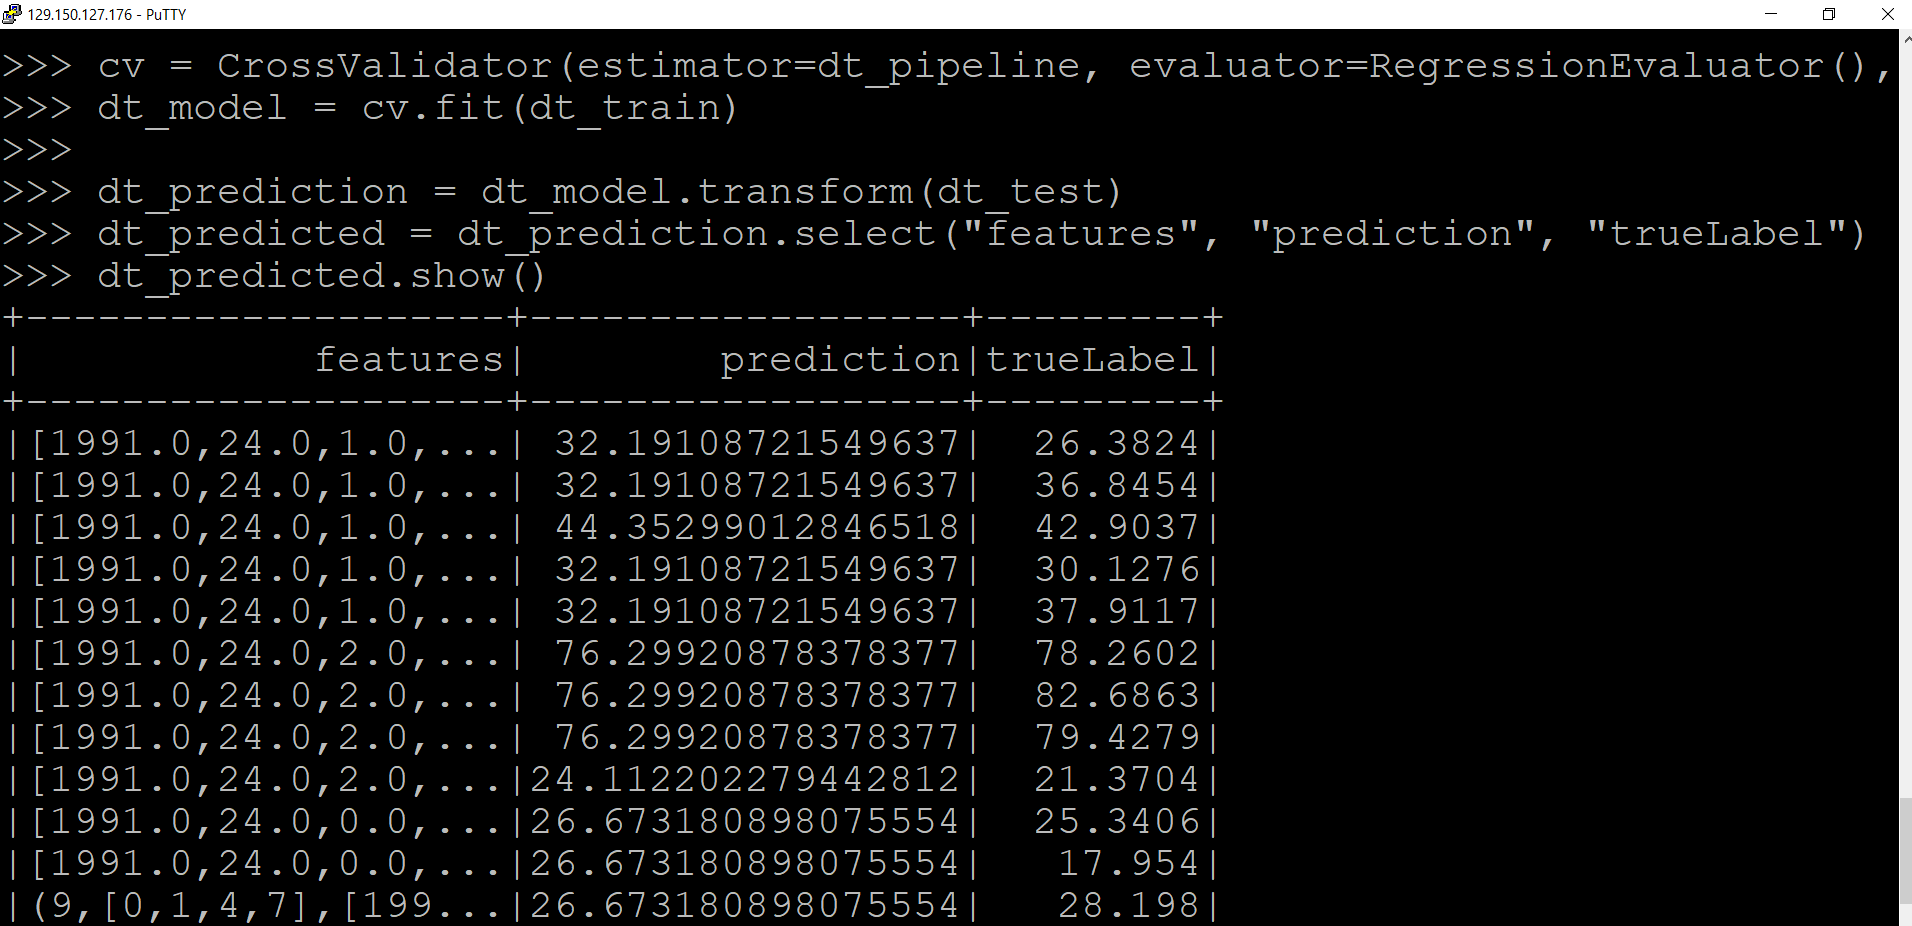 129.150.127.176 - PuTTY
>>> cv = CrossValidator(estimator=dt_pipeline, evaluator=RegressionEvaluator(),
>>> dt_model = cv.fit(dt_train)
>>>
>>> dt_prediction = dt_model.transform(dt_test)
>>> dt_predicted = dt_prediction.select("features", "prediction", "trueLabel")
>>> dt_predicted.show()
+--------------------+------------------+---------+
|            features|        prediction|trueLabel|
+--------------------+------------------+---------+
|[1991.0,24.0,1.0,...| 32.19108721549637|  26.3824|
|[1991.0,24.0,1.0,...| 32.19108721549637|  36.8454|
|[1991.0,24.0,1.0,...| 44.35299012846518|  42.9037|
|[1991.0,24.0,1.0,...| 32.19108721549637|  30.1276|
|[1991.0,24.0,1.0,...| 32.19108721549637|  37.9117|
|[1991.0,24.0,2.0,...| 76.29920878378377|  78.2602|
|[1991.0,24.0,2.0,...| 76.29920878378377|  82.6863|
|[1991.0,24.0,2.0,...| 76.29920878378377|  79.4279|
|[1991.0,24.0,2.0,...|24.112202279442812|  21.3704|
|[1991.0,24.0,0.0,...|26.673180898075554|  25.3406|
|[1991.0,24.0,0.0,...|26.673180898075554|   17.954|
|(9,[0,1,4,7],[199...|26.673180898075554|   28.198|